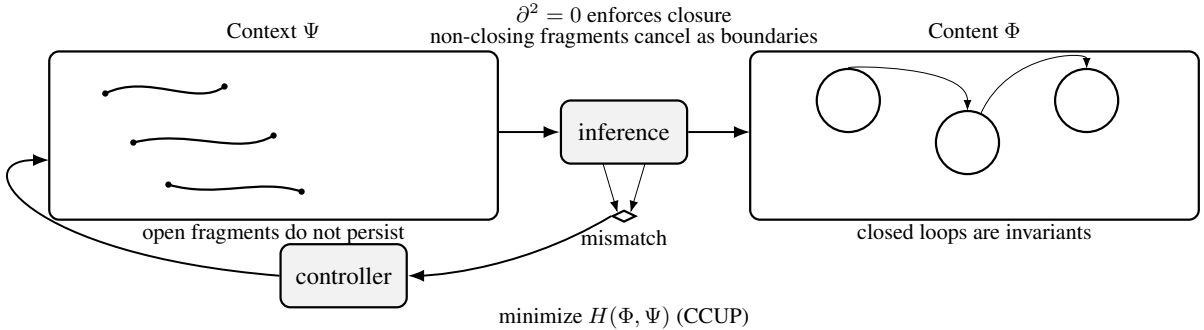 ∂² = 0 enforces closure
non-closing fragments cancel as boundaries
Context Ψ
Content Φ
inference
mismatch
open fragments do not persist
closed loops are invariants
controller
minimize H(Φ, Ψ) (CCUP)